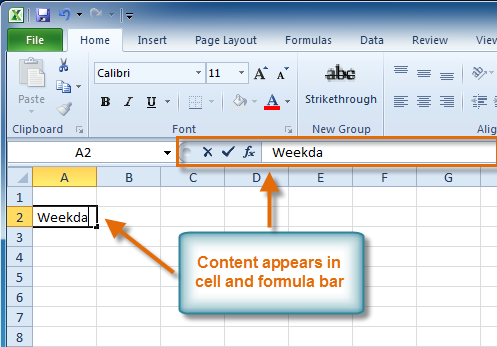 File Home Insert Page Layout Formulas Data Review View
Calibri 11 A A
abc
Paste
B I U A
Strikethrough
Clipboard Font New Group
A2 fx Weekda
A B C D E F G
1
2 Weekda
3
4
Content appears in
5
cell and formula bar
6
7
8